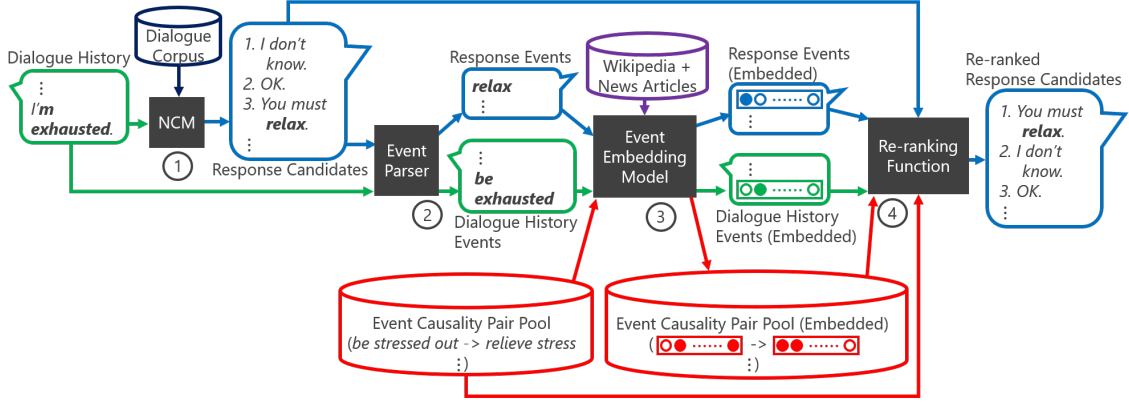 Dialogue
Corpus
Dialogue History
⋮
I'm
exhausted.
NCM
1
1. I don't
know.
2. OK.
3. You must
relax.
⋮
Response Candidates
Event
Parser
2
Response Events
relax
⋮
⋮
be
exhausted
Dialogue History
Events
Wikipedia +
News Articles
Event
Embedding
Model
3
Response Events
(Embedded)
⋮
Dialogue History
Events (Embedded)
Re-ranking
Function
4
Re-ranked
Response Candidates
1. You must
relax.
2. I don't
know.
3. OK.
⋮
Event Causality Pair Pool
(be stressed out -> relieve stress
⋮)
Event Causality Pair Pool (Embedded)
( ...... -> ......
⋮)